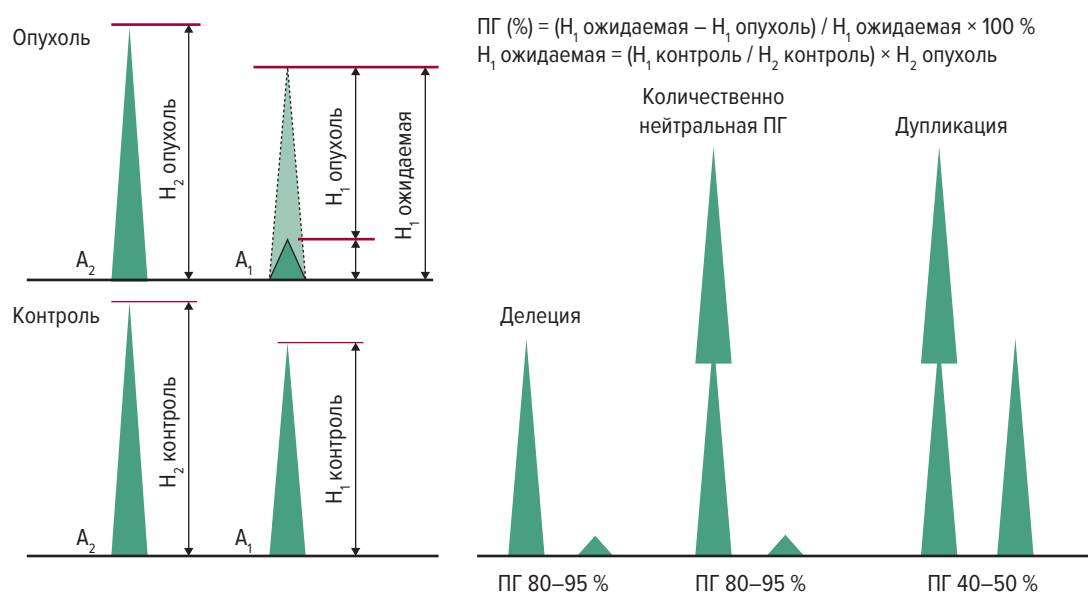 Опухоль
H₂ опухоль
H₁ опухоль
H₁ ожидаемая
A₂
A₁
Контроль
H₂ контроль
H₁ контроль
A₂
A₁
ПГ (%) = (H₁ ожидаемая – H₁ опухоль) / H₁ ожидаемая × 100 %
H₁ ожидаемая = (H₁ контроль / H₂ контроль) × H₂ опухоль
Количественно
нейтральная ПГ
Дупликация
Делеция
ПГ 80–95 %
ПГ 80–95 %
ПГ 40–50 %